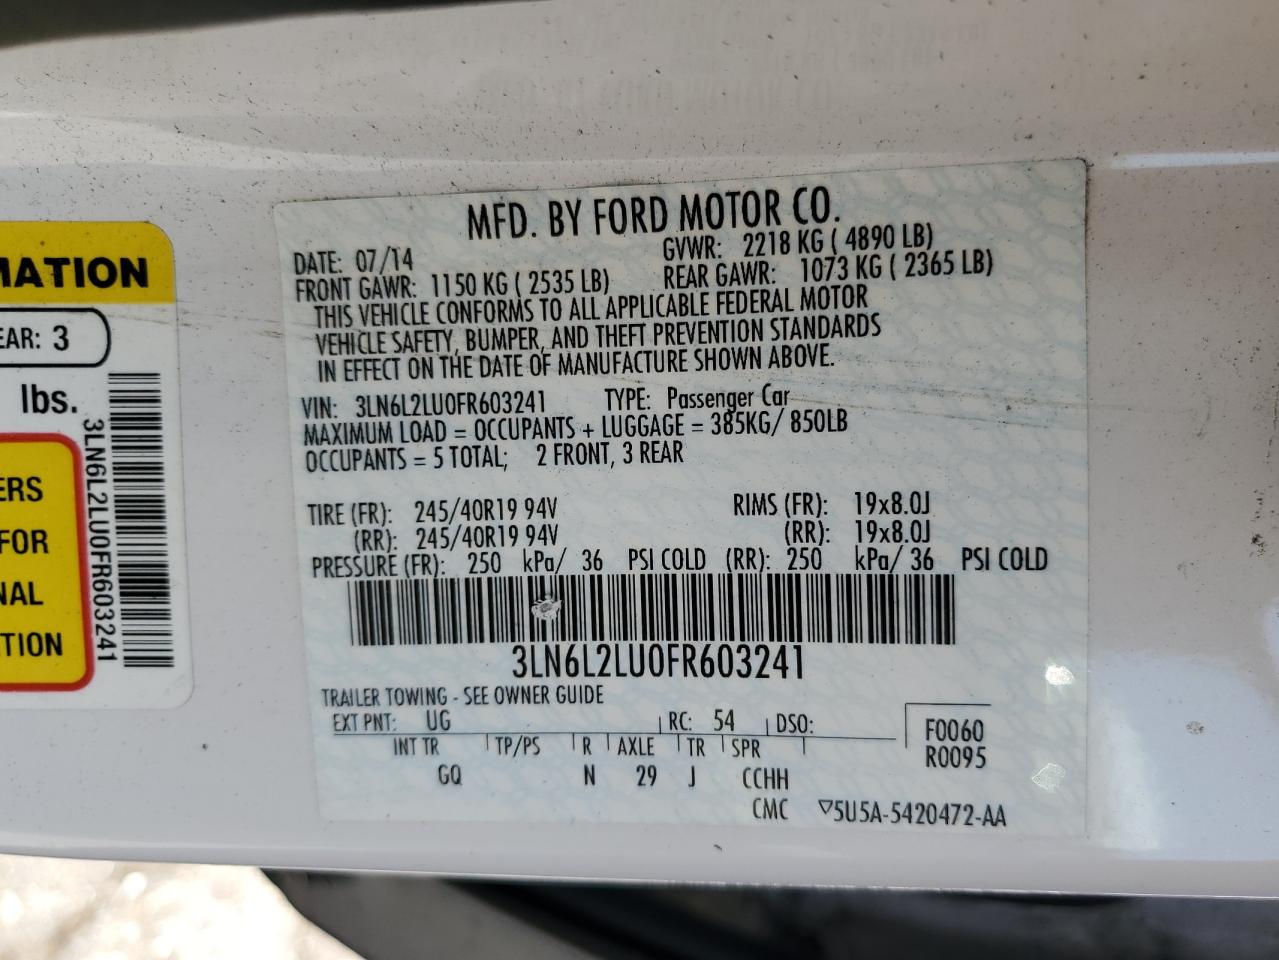 MATION
EAR: 3
lbs.
ERS
FOR
NAL
TION
3LN6L2LU0FR603241
MFD. BY FORD MOTOR CO.
DATE: 07/14 GVWR: 2218 KG ( 4890 LB)
FRONT GAWR: 1150 KG ( 2535 LB) REAR GAWR: 1073 KG ( 2365 LB)
THIS VEHICLE CONFORMS TO ALL APPLICABLE FEDERAL MOTOR
VEHICLE SAFETY, BUMPER, AND THEFT PREVENTION STANDARDS
IN EFFECT ON THE DATE OF MANUFACTURE SHOWN ABOVE.
VIN: 3LN6L2LU0FR603241 TYPE: Passenger Car
MAXIMUM LOAD = OCCUPANTS + LUGGAGE = 385KG/ 850LB
OCCUPANTS = 5 TOTAL; 2 FRONT, 3 REAR
TIRE (FR): 245/40R19 94V RIMS (FR): 19x8.0J
(RR): 245/40R19 94V (RR): 19x8.0J
PRESSURE (FR): 250 kPa/ 36 PSI COLD (RR): 250 kPa/ 36 PSI COLD
3LN6L2LU0FR603241
TRAILER TOWING - SEE OWNER GUIDE
EXT PNT: UG RC: 54 DSO:
INT TR TP/PS R AXLE TR SPR
GQ N 29 J CCHH
F0060
R0095
CMC ▽5U5A-5420472-AA